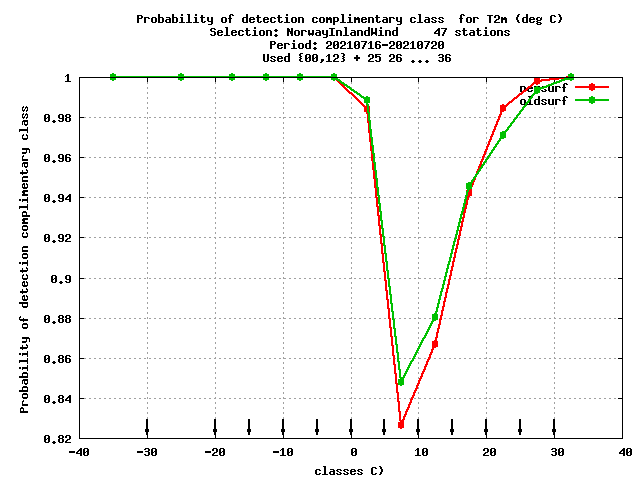 Probability of detection complimentary class  for T2m (deg C)
Selection: NorwayInlandWind     47 stations
Period: 20210716-20210720
Used {00,12} + 25 26 ... 36
Probability of detection complimentary class
1
0.98
0.96
0.94
0.92
0.9
0.88
0.86
0.84
0.82
newsurf
oldsurf
-40
-30
-20
-10
0
10
20
30
40
classes C)